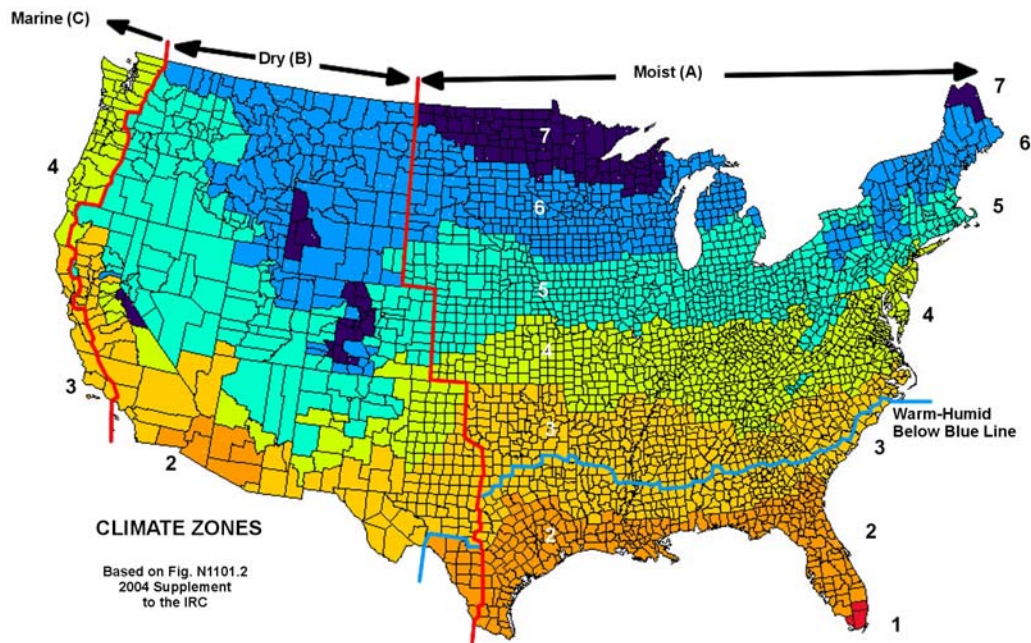 Marine (C)
Dry (B)
Moist (A)
7
7
6
4
6
5
5
4
4
3
3
Warm-Humid
Below Blue Line
3
2
2
2
CLIMATE ZONES
Based on Fig. N1101.2
2004 Supplement
to the IRC
1